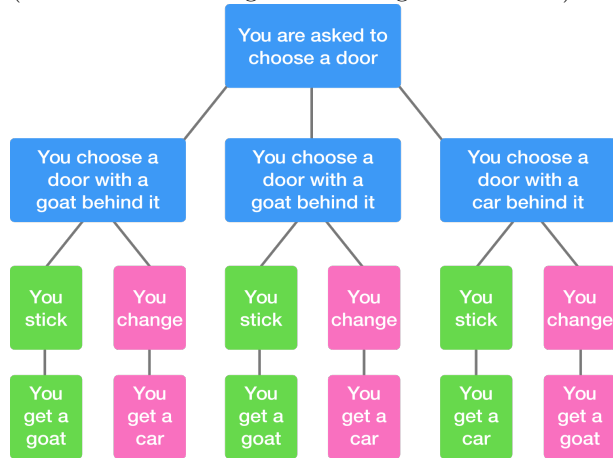 You are asked to
choose a door
You choose a
door with a
goat behind it
You choose a
door with a
goat behind it
You choose a
door with a
car behind it
You
stick
You
change
You
stick
You
change
You
stick
You
change
You
get a
goat
You
get a
car
You
get a
goat
You
get a
car
You
get a
car
You
get a
goat